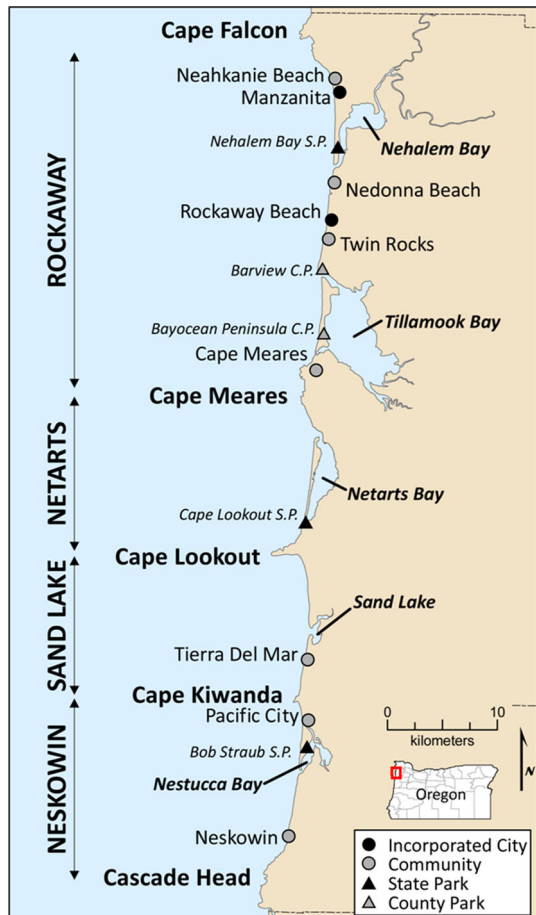 Cape Falcon
Neahkanie Beach
Manzanita
Nehalem Bay S.P.
Nehalem Bay
Nedonna Beach
Rockaway Beach
Twin Rocks
Barview C.P.
Bayocean Peninsula C.P.
Tillamook Bay
Cape Meares
Cape Meares
Netarts Bay
Cape Lookout S.P.
Cape Lookout
Sand Lake
Tierra Del Mar
Cape Kiwanda
Pacific City
Bob Straub S.P.
Nestucca Bay
Neskowin
Cascade Head
ROCKAWAY
NETARTS
SAND LAKE
NESKOWIN
0 10
kilometers
N
Oregon
Incorporated City
Community
State Park
County Park